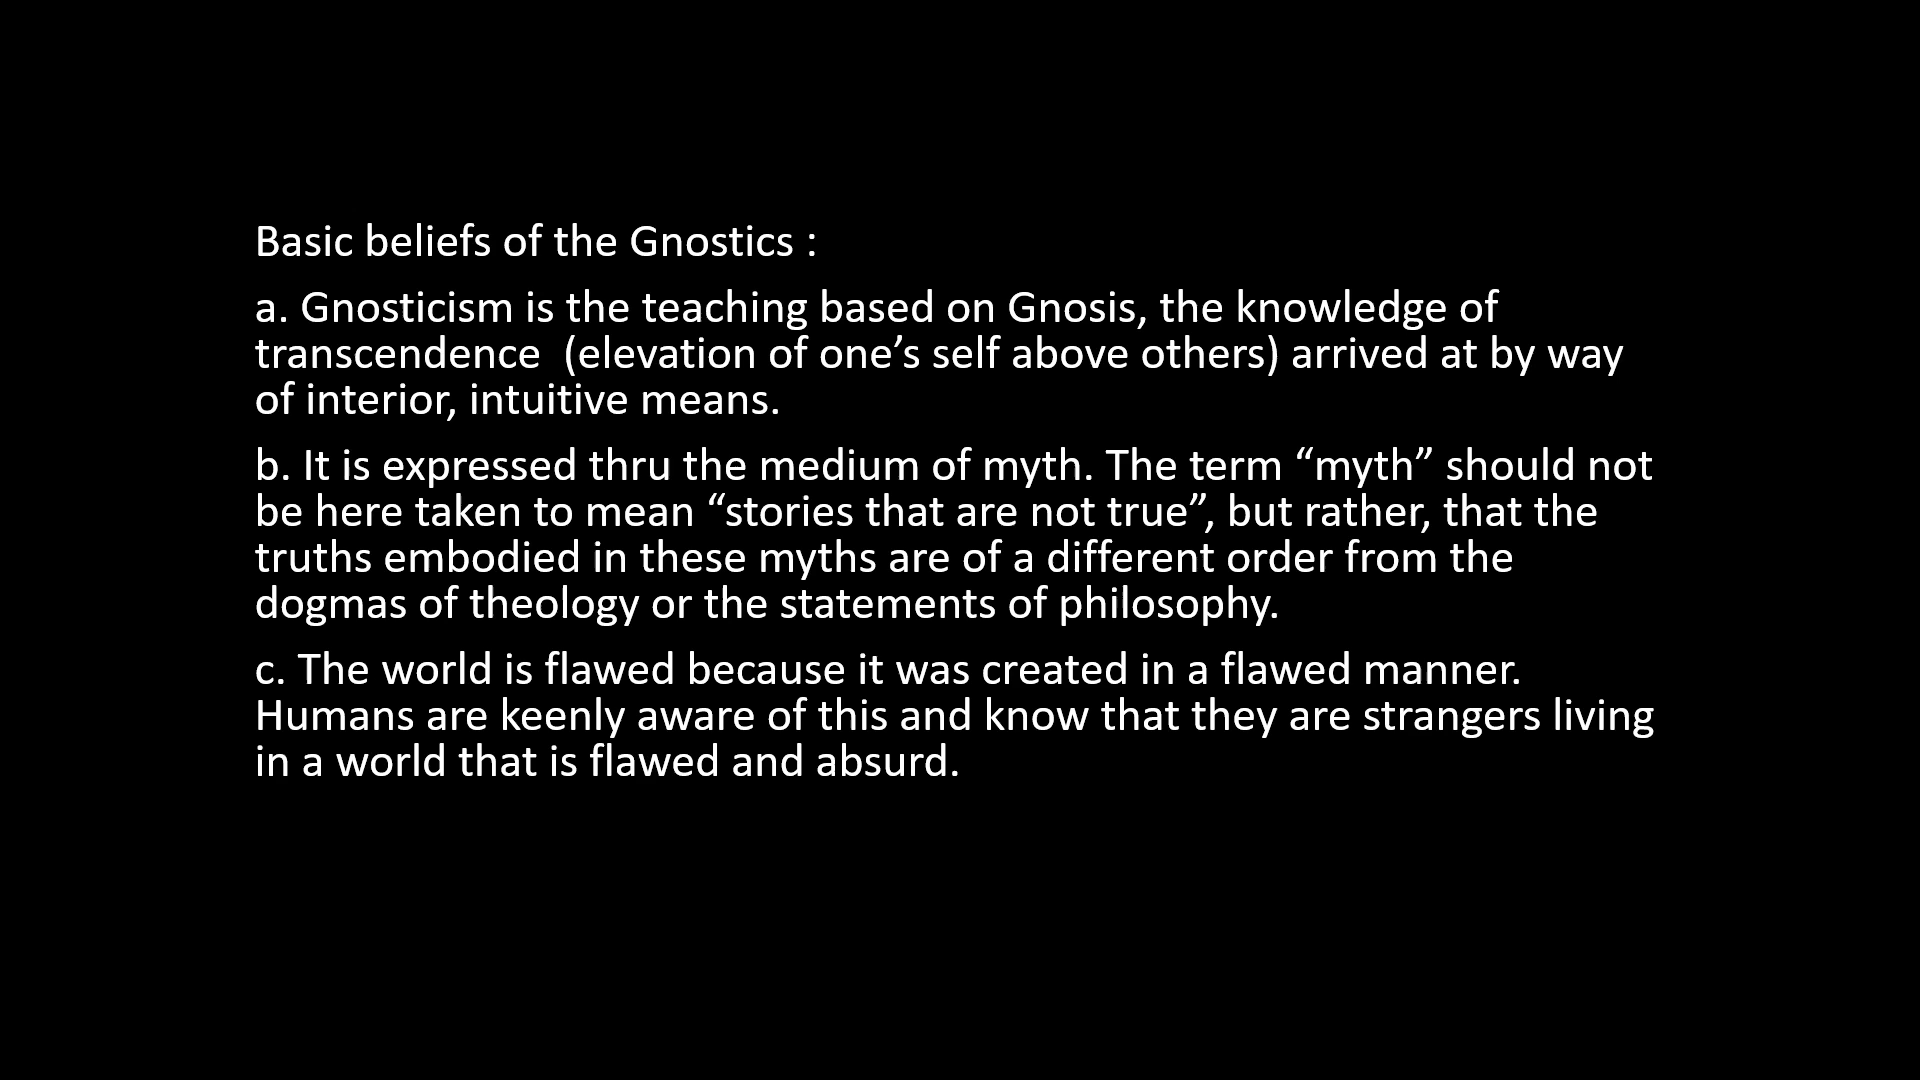 Basic beliefs of the Gnostics :
a. Gnosticism is the teaching based on Gnosis, the knowledge of
transcendence  (elevation of one’s self above others) arrived at by way
of interior, intuitive means.
b. It is expressed thru the medium of myth. The term “myth” should not
be here taken to mean “stories that are not true”, but rather, that the
truths embodied in these myths are of a different order from the
dogmas of theology or the statements of philosophy.
c. The world is flawed because it was created in a flawed manner.
Humans are keenly aware of this and know that they are strangers living
in a world that is flawed and absurd.